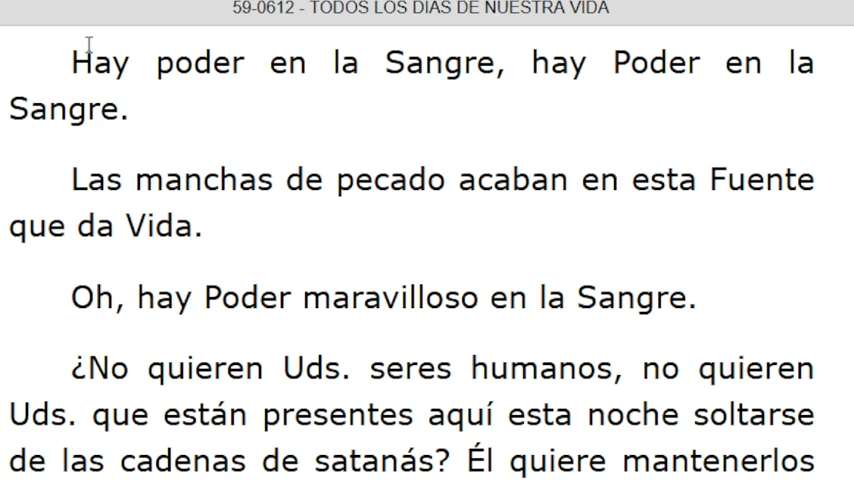 59-0612 - TODOS LOS DIAS DE NUESTRA VIDA
Hay poder en la Sangre, hay Poder en la
Sangre.
Las manchas de pecado acaban en esta Fuente
que da Vida.
Oh, hay Poder maravilloso en la Sangre.
¿No quieren Uds. seres humanos, no quieren
Uds. que están presentes aquí esta noche soltarse
de las cadenas de satanás? Él quiere mantenerlos